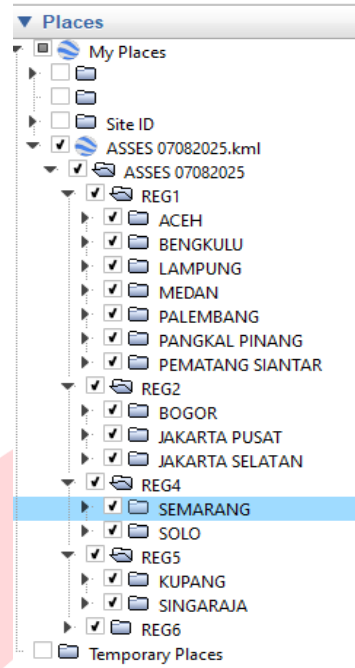 Places
My Places
Site ID
ASSES 07082025.kml
ASSES 07082025
REG1
ACEH
BENGKULU
LAMPUNG
MEDAN
PALEMBANG
PANGKAL PINANG
PEMATANG SIANTAR
REG2
BOGOR
JAKARTA PUSAT
JAKARTA SELATAN
REG4
SEMARANG
SOLO
REG5
KUPANG
SINGARAJA
REG6
Temporary Places